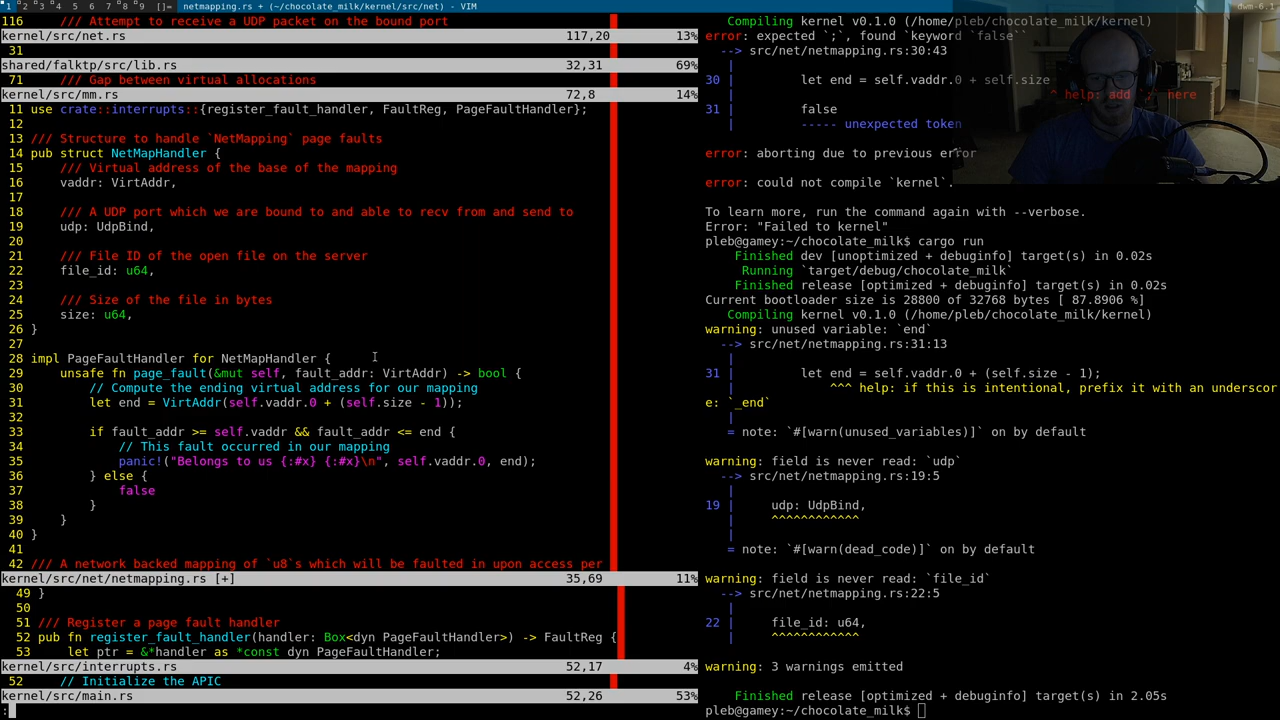 1 2 3 4 5 6 7 8 9 []= netmapping.rs + (~/chocolate_milk/kernel/src/net) - VIM dwm-6.1
116 /// Attempt to receive a UDP packet on the bound port
kernel/src/net.rs 117,20 13%
31
shared/falktp/src/lib.rs 32,31 69%
71 /// Gap between virtual allocations
kernel/src/mm.rs 72,8 14%
11 use crate::interrupts::{register_fault_handler, FaultReg, PageFaultHandler};
12
13 /// Structure to handle `NetMapping` page faults
14 pub struct NetMapHandler {
15 /// Virtual address of the base of the mapping
16 vaddr: VirtAddr,
17
18 /// A UDP port which we are bound to and able to recv from and send to
19 udp: UdpBind,
20
21 /// File ID of the open file on the server
22 file_id: u64,
23
24 /// Size of the file in bytes
25 size: u64,
26 }
27
28 impl PageFaultHandler for NetMapHandler {
29 unsafe fn page_fault(&mut self, fault_addr: VirtAddr) -> bool {
30 // Compute the ending virtual address for our mapping
31 let end = VirtAddr(self.vaddr.0 + (self.size - 1));
32
33 if fault_addr >= self.vaddr && fault_addr <= end {
34 // This fault occurred in our mapping
35 panic!("Belongs to us {:#x} {:#x}\n", self.vaddr.0, end);
36 } else {
37 false
38 }
39 }
40 }
41
42 /// A network backed mapping of `u8`s which will be faulted in upon access per
kernel/src/net/netmapping.rs [+] 35,69 11%
49 }
50
51 /// Register a page fault handler
52 pub fn register_fault_handler(handler: Box<dyn PageFaultHandler>) -> FaultReg {
53 let ptr = &*handler as *const dyn PageFaultHandler;
kernel/src/interrupts.rs 52,17 4%
52 // Initialize the APIC
kernel/src/main.rs 52,26 53%
:
Compiling kernel v0.1.0 (/home/pleb/chocolate_milk/kernel)
error: expected `;`, found `keyword `false``
--> src/net/netmapping.rs:30:43
|
30 | let end = self.vaddr.0 + self.size
| ^ help: add `;` here
31 | false
| ----- unexpected token

error: aborting due to previous error

error: could not compile `kernel`.

To learn more, run the command again with --verbose.
Error: "Failed to kernel"
pleb@gamey:~/chocolate_milk$ cargo run
Finished dev [unoptimized + debuginfo] target(s) in 0.02s
Running `target/debug/chocolate_milk`
Finished release [optimized + debuginfo] target(s) in 0.02s
Current bootloader size is 28800 of 32768 bytes [ 87.8906 %]
Compiling kernel v0.1.0 (/home/pleb/chocolate_milk/kernel)
warning: unused variable: `end`
--> src/net/netmapping.rs:31:13
|
31 | let end = self.vaddr.0 + (self.size - 1);
| ^^^ help: if this is intentional, prefix it with an underscor
e: `_end`
|
= note: `#[warn(unused_variables)]` on by default

warning: field is never read: `udp`
--> src/net/netmapping.rs:19:5
|
19 | udp: UdpBind,
| ^^^^^^^^^^^^
|
= note: `#[warn(dead_code)]` on by default

warning: field is never read: `file_id`
--> src/net/netmapping.rs:22:5
|
22 | file_id: u64,
| ^^^^^^^^^^^^

warning: 3 warnings emitted

Finished release [optimized + debuginfo] target(s) in 2.05s
pleb@gamey:~/chocolate_milk$